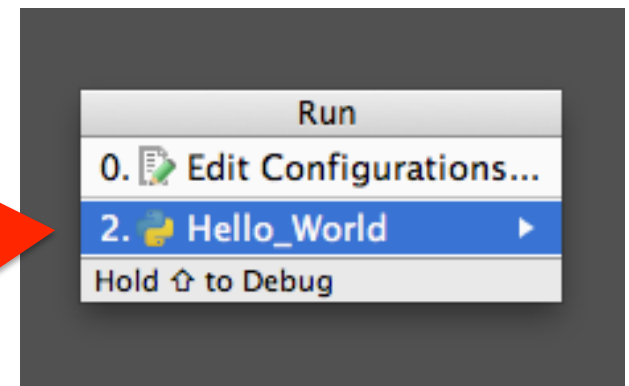 Run
0. Edit Configurations...
2. Hello_World
Hold ⇧ to Debug